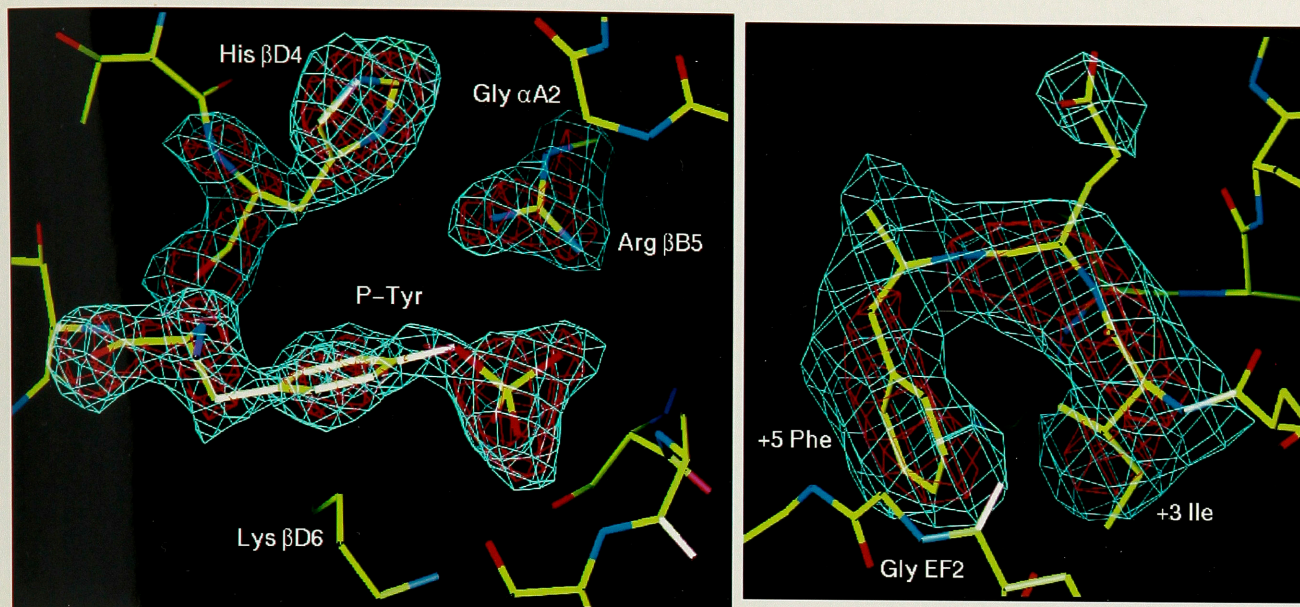 His βD4
Gly αA2
Arg βB5
P–Tyr
Lys βD6
+5 Phe
+3 Ile
Gly EF2